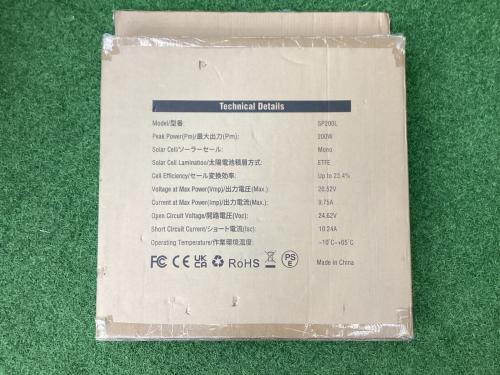 Technical Details
Model/型番: SP200L
Peak Power(Pm)/最大出力(Pm): 200W
Solar Cell/ソーラーセール: Mono
Solar Cell Lamination/太陽電池積層方式: ETFE
Cell Efficiency/セール変換効率: Up to 23.4%
Voltage at Max Power(Vmp)/出力電圧(Max.) 20.52V
Current at Max Power(Imp)/出力電流(Max.): 9.75A
Open Circuit Voltage/開路電圧(Voc): 24.62V
Short Circuit Current/ショート電流(Isc): 10.24A
Operating Temperature/作業環境温度: -10°C~+65°C
FC CE UK CA RoHS PS E Made in China